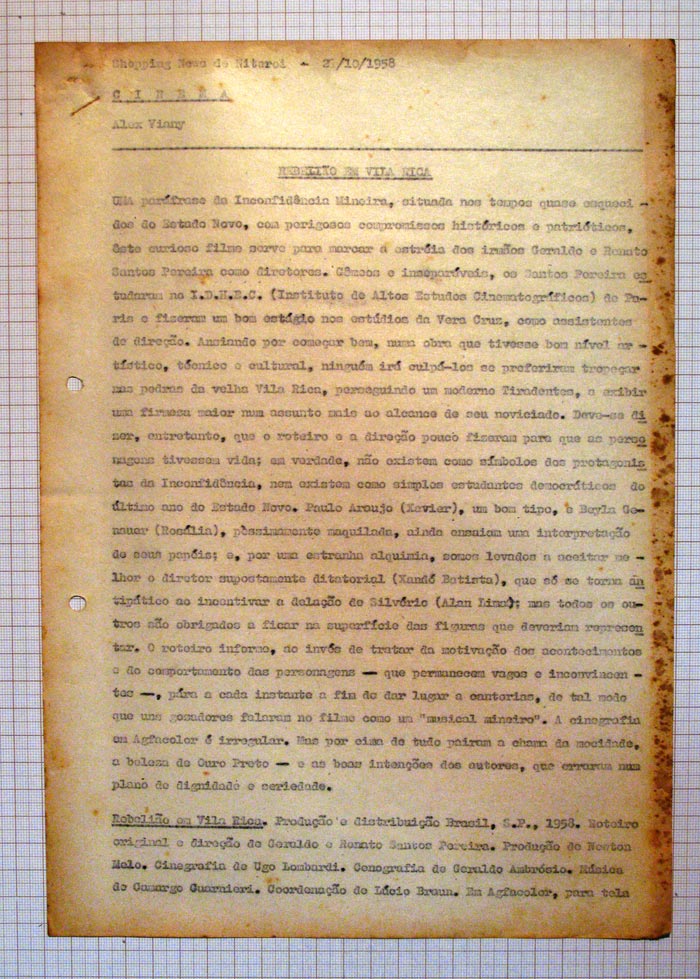 Shopping News de Niteroi - 2/10/1958
C I N E M A
Alex Viany
REBELIÃO EM VILA RICA
UMA paráfrase da Inconfidência Mineira, situada nos tempos quase esqueci -
dos do Estado Novo, com perigosos compromissos históricos e patrióticos,
êste curioso filme serve para marcar a estréia dos irmãos Geraldo e Renato
Santos Pereira como diretores. Gêmeos e inseparáveis, os Santos Pereira es
tudaram no I.D.H.E.C. (Instituto de Altos Estudos Cinematográficos) de Pa-
ris e fizeram um bom estágio nos estúdios da Vera Cruz, como assistentes
de direção. Ansiando por começar bem, numa obra que tivesse bom nível ar-
tístico, técnico e cultural, ninguém irá culpá-los se preferiram tropeçar
nas pedras da velha Vila Rica, perseguindo um moderno Tiradentes, a exibir
uma firmesa maior num assunto mais ao alcance de seu noviciado. Deve-se di
zer, entretanto, que o roteiro e a direção pouco fizeram para que as perso
nagens tivessem vida; em verdade, não existem como símbolos dos protagonis
tas da Inconfidência, nem existem como simples estudantes democráticos do
último ano do Estado Novo. Paulo Araujo (Xavier), um bom tipo, e Beyla Ge-
nauer (Rosália), pèssimamente maquilada, ainda ensaiam uma interpretação
de seus papéis; e, por uma estranha alquimia, somos levados a aceitar me-
lhor o diretor supostamente ditatorial (Xandó Batista), que só se torna an
tipático ao incentivar a delação de Silvério (Alan Lima); mas todos os ou-
tros são obrigados a ficar na superfície das figuras que deveriam represen
tar. O roteiro informe, ao invés de tratar da motivação dos acontecimentos
e do comportamento das personagens — que permanecem vagos e inconvincen -
tes —, pára a cada instante a fim de dar lugar a cantorias, de tal modo
que uns gozadores falaram no filme como um "musical mineiro". A cinegrafia
em Agfacolor é irregular. Mas por cima de tudo pairam a chama da mocidade,
a beleza de Ouro Preto — e as boas intenções dos autores, que erraram num
plano de dignidade e seriedade.
Rebelião em Vila Rica. Produção e distribuição Brasil, S.P., 1958. Roteiro
original e direção de Geraldo e Renato Santos Pereira. Produção de Newton
Melo. Cinegrafia de Ugo Lombardi. Cenografia de Geraldo Ambrósio. Música
de Camargo Guarnieri. Coordenação de Lúcio Braun. Em Agfacolor, para tela